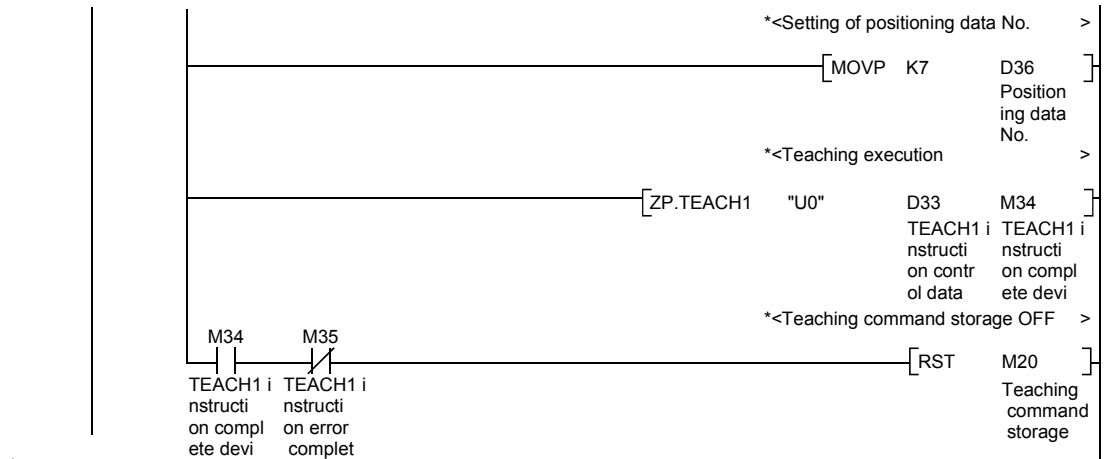 *<Setting of positioning data No. >
MOVP K7 D36
Position
ing data
No.
*<Teaching execution >
ZP.TEACH1 "U0" D33 M34
TEACH1 i TEACH1 i
nstructi nstructi
on contr on compl
ol data ete devi
*<Teaching command storage OFF >
M34 M35
RST M20
TEACH1 i TEACH1 i
nstructi nstructi
on compl on error
ete devi complet
Teaching
command
storage